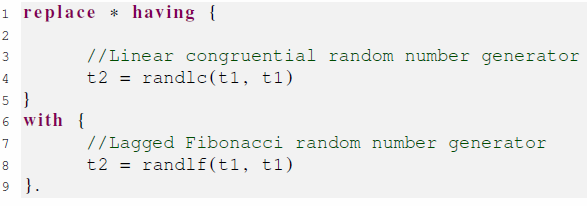 1 replace * having {
2
3 //Linear congruential random number generator
4 t2 = randlc(t1, t1)
5 }
6 with {
7 //Lagged Fibonacci random number generator
8 t2 = randlf(t1, t1)
9 }.